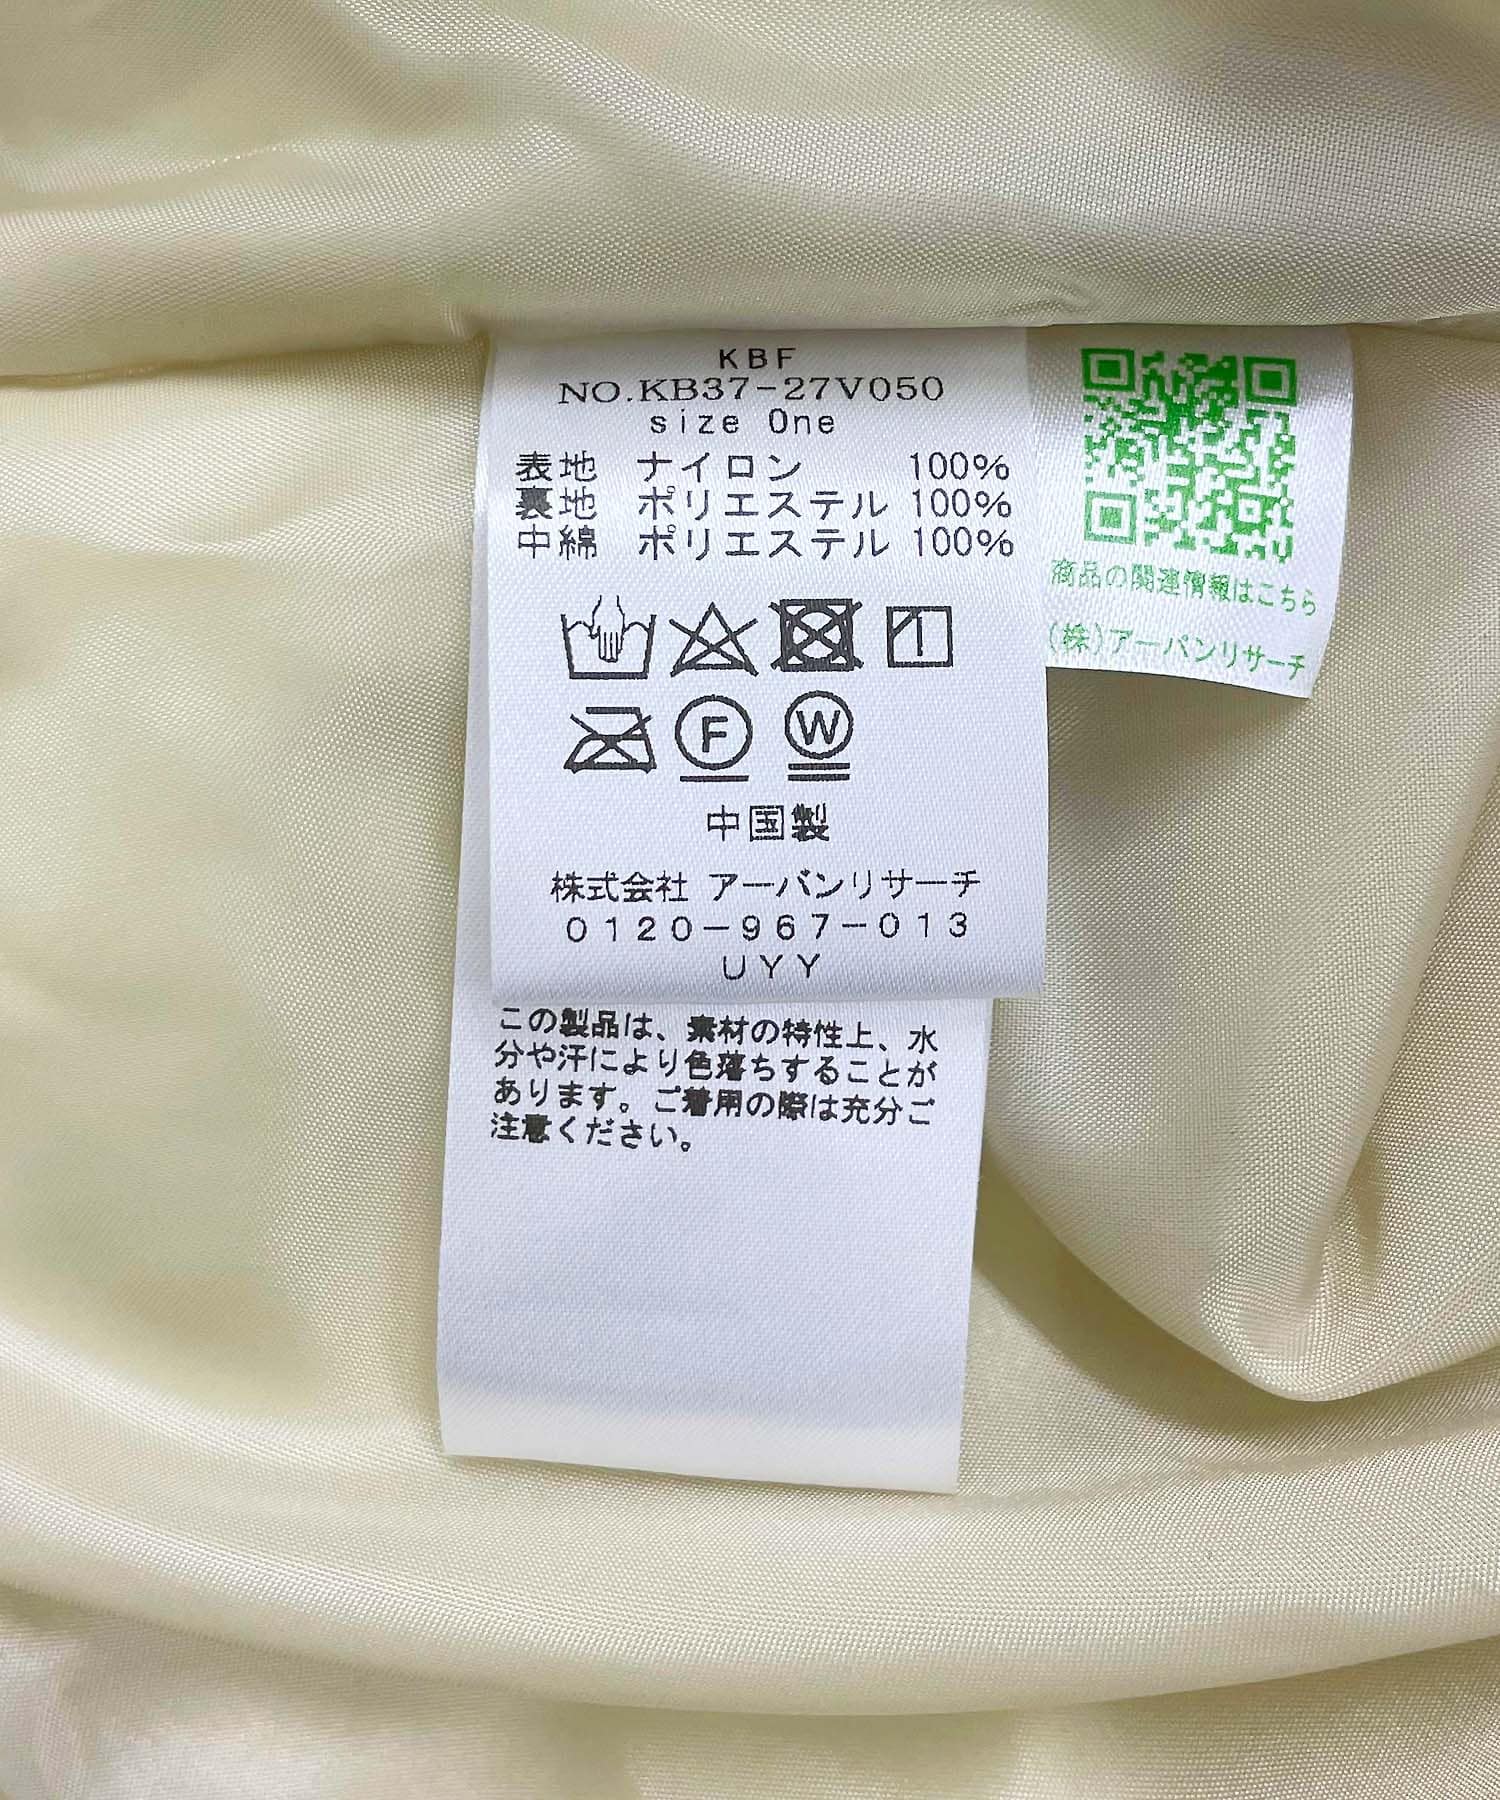 KBF
NO.KB37-27V050
size One
表地 ナイロン 100%
裏地 ポリエステル 100%
中綿 ポリエステル 100%
F W
中国製
株式会社 アーバンリサーチ
0120-967-013
UYY
この製品は、素材の特性上、水
分や汗により色落ちすることが
あります。ご着用の際は充分ご
注意ください。
商品の関連情報はこちら
(株)アーバンリサーチ